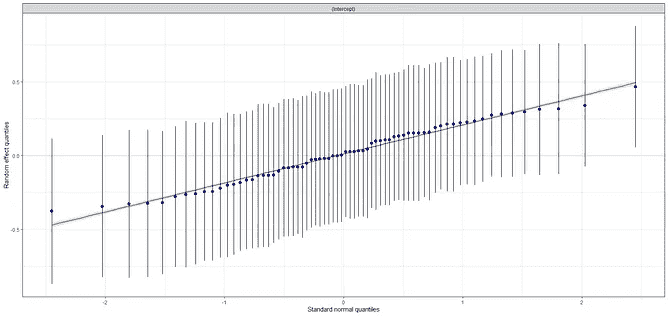 (Intercept)
Random effect quantiles
0.5
0.0
-0.5
-2
-1
0
1
2
Standard normal quantiles